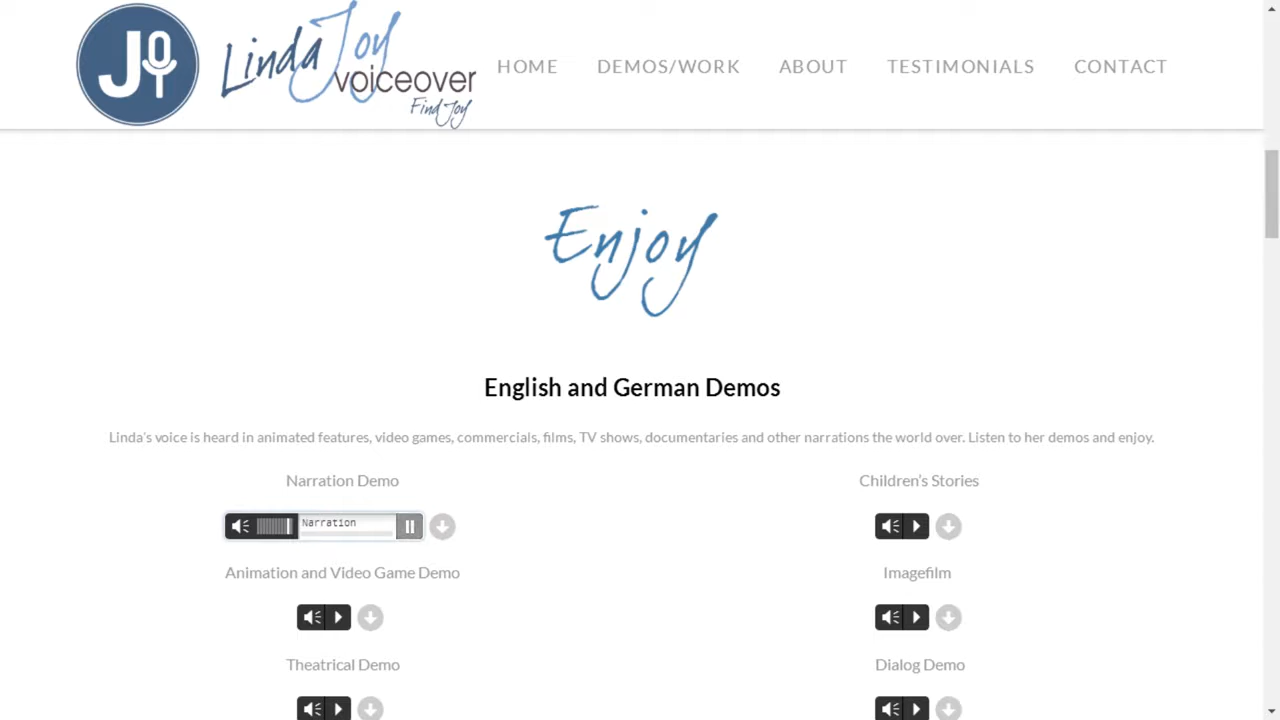 JOY
Linda Joy
voiceover
Find Joy
HOME DEMOS/WORK ABOUT TESTIMONIALS CONTACT
Enjoy
English and German Demos
Linda's voice is heard in animated features, video games, commercials, films, TV shows, documentaries and other narrations the world over. Listen to her demos and enjoy.
Narration Demo
Children's Stories
Narration
Animation and Video Game Demo
Imagefilm
Theatrical Demo
Dialog Demo